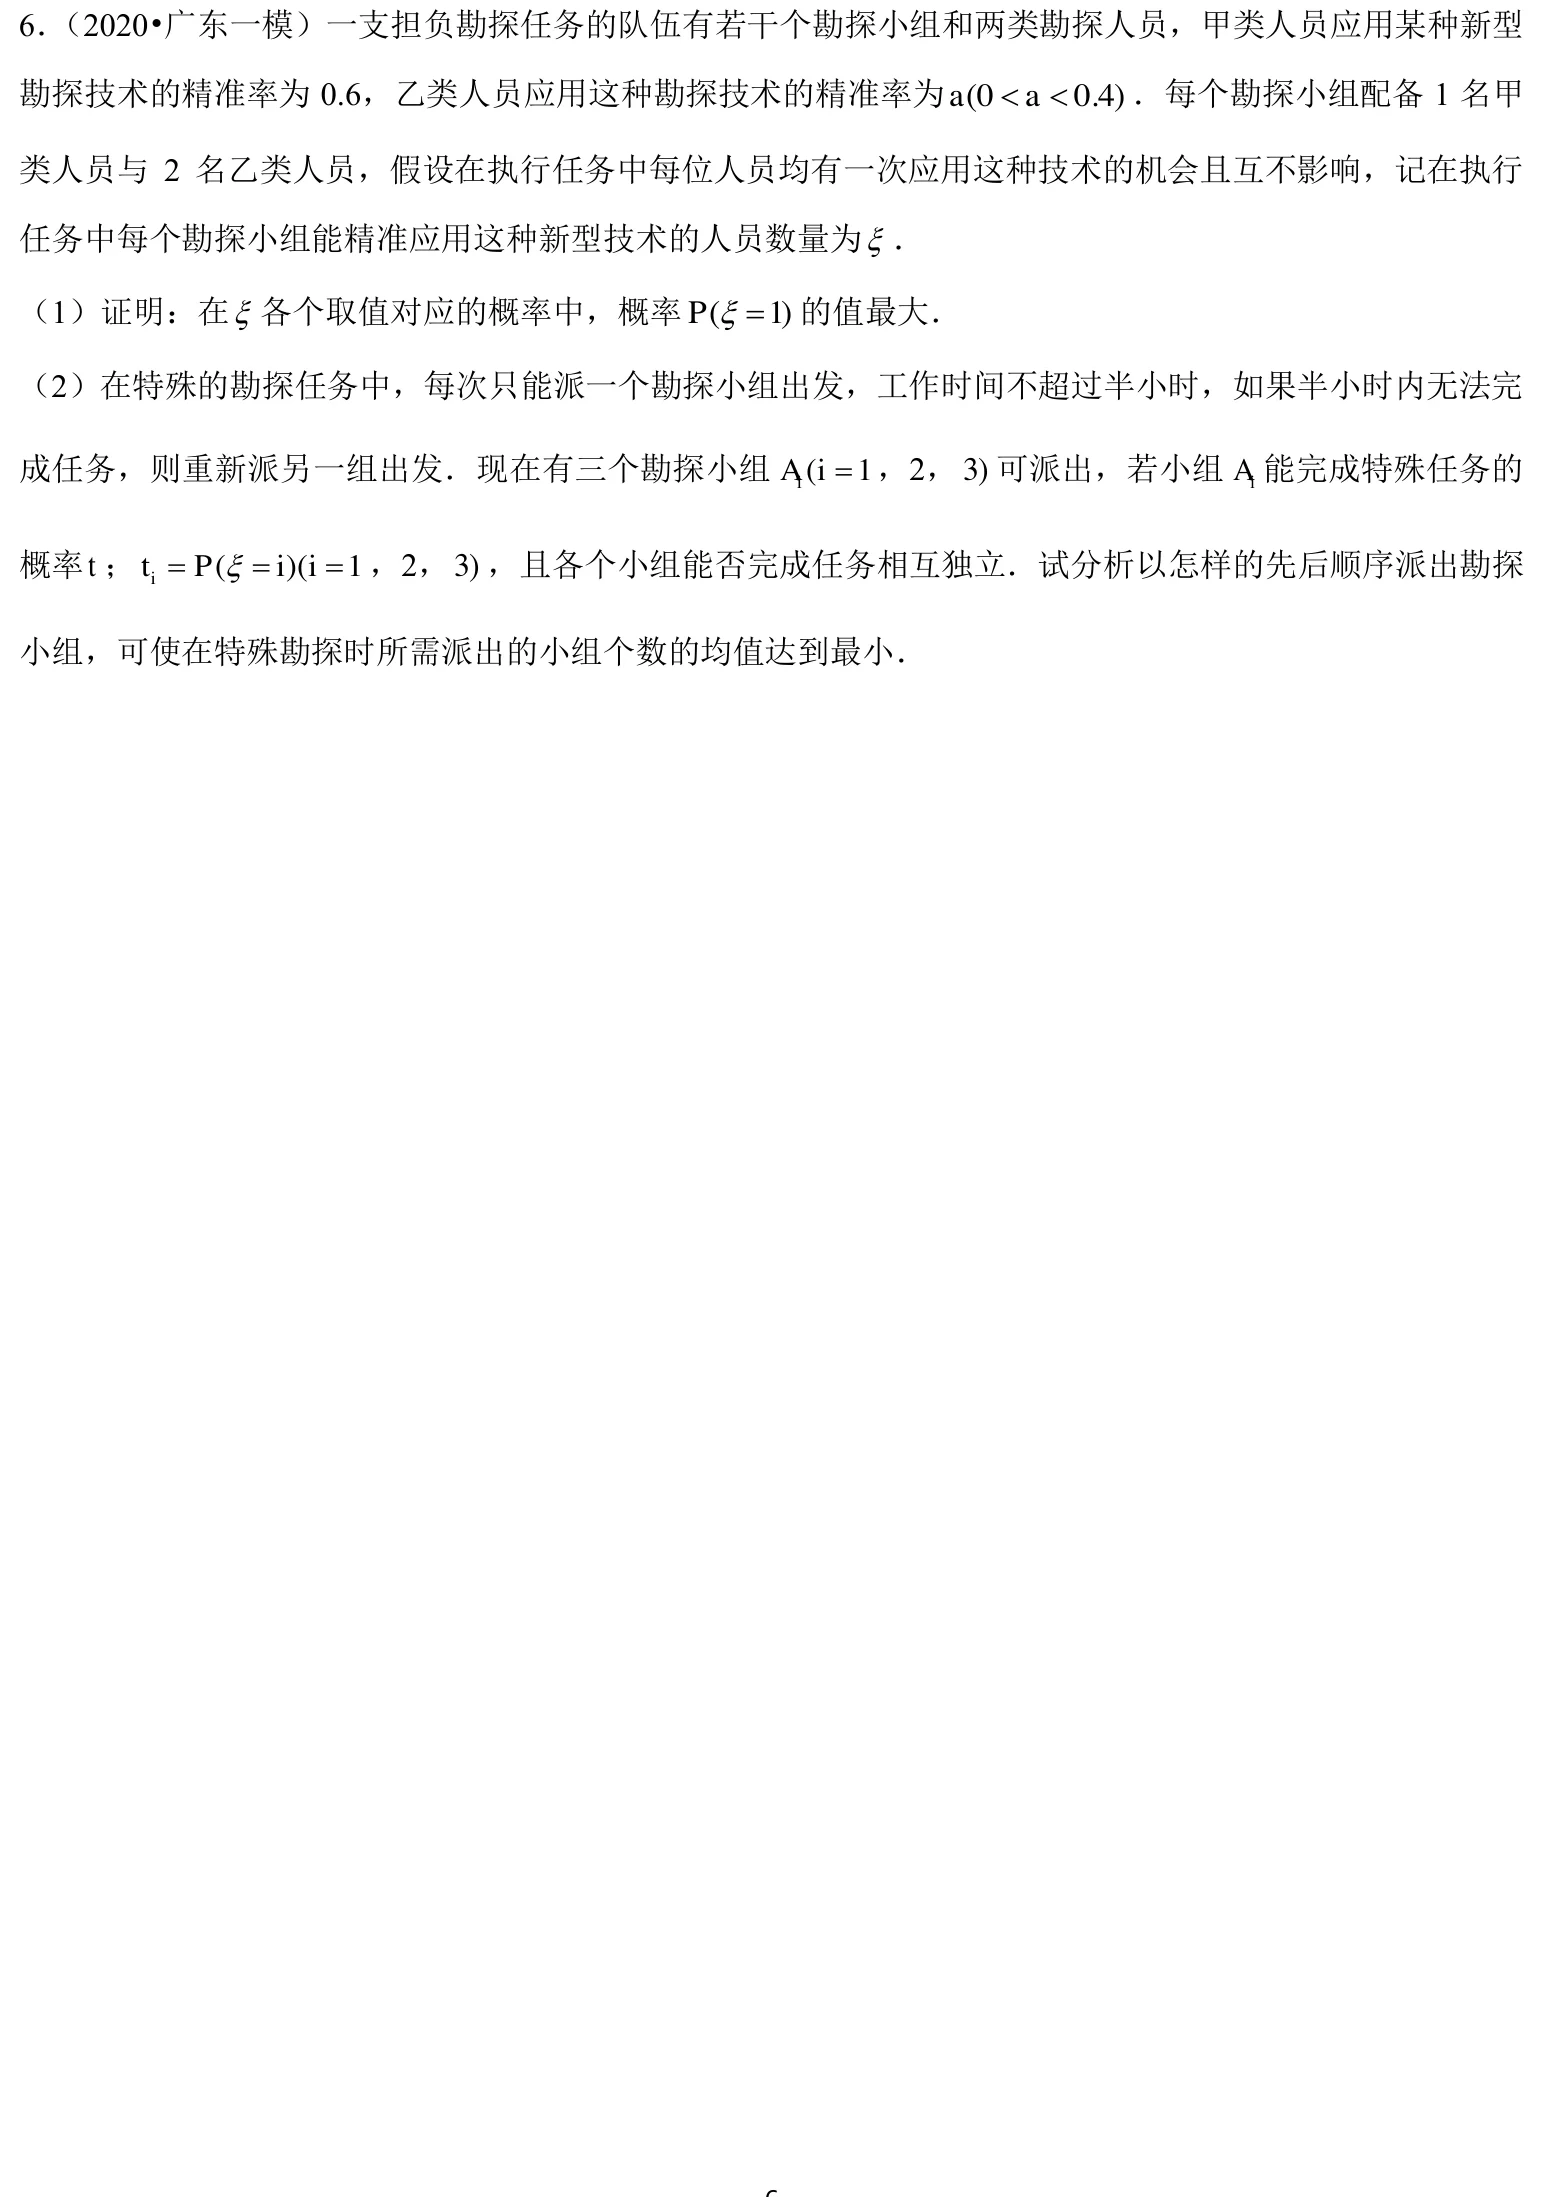 6.（2020•广东一模）一支担负勘探任务的队伍有若干个勘探小组和两类勘探人员，甲类人员应用某种新型
勘探技术的精准率为 0.6，乙类人员应用这种勘探技术的精准率为 a(0 < a < 0.4)．每个勘探小组配备 1 名甲
类人员与 2 名乙类人员，假设在执行任务中每位人员均有一次应用这种技术的机会且互不影响，记在执行
任务中每个勘探小组能精准应用这种新型技术的人员数量为 ξ．
（1）证明：在 ξ 各个取值对应的概率中，概率 P(ξ = 1) 的值最大．
（2）在特殊的勘探任务中，每次只能派一个勘探小组出发，工作时间不超过半小时，如果半小时内无法完
成任务，则重新派另一组出发．现在有三个勘探小组 Aᵢ(i = 1，2，3) 可派出，若小组 Aᵢ 能完成特殊任务的
概率 t；tᵢ = P(ξ = i)(i = 1，2，3)，且各个小组能否完成任务相互独立．试分析以怎样的先后顺序派出勘探
小组，可使在特殊勘探时所需派出的小组个数的均值达到最小．